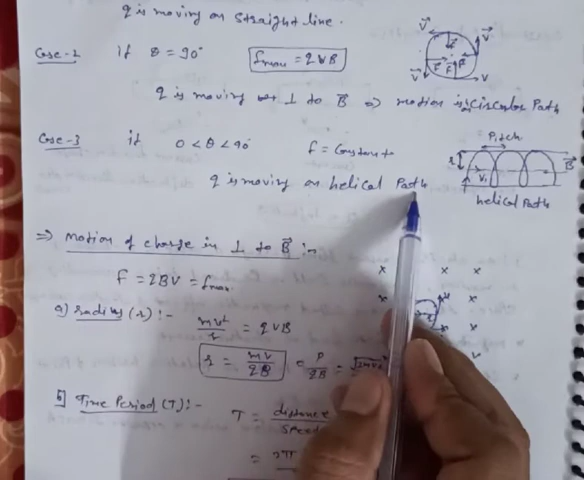 q is moving on straight line.
Case-2 if θ = 90° fmax = qVB
q is moving on ⊥ to B⃗ ⇒ motion is in Circular Path
Case-3 if 0 < θ < 90° f = Constant
q is moving on helical Path
Pitch
r
V₁
B⃗
helical Path
⇒ Motion of charge in ⊥ to B⃗ :-
F = qBV = fmax.
a) radius (r) :- mv²/r = qVB
r = mv/qB = P/qB =
b] Time Period (T) :- T = distance/Speed
= 2π